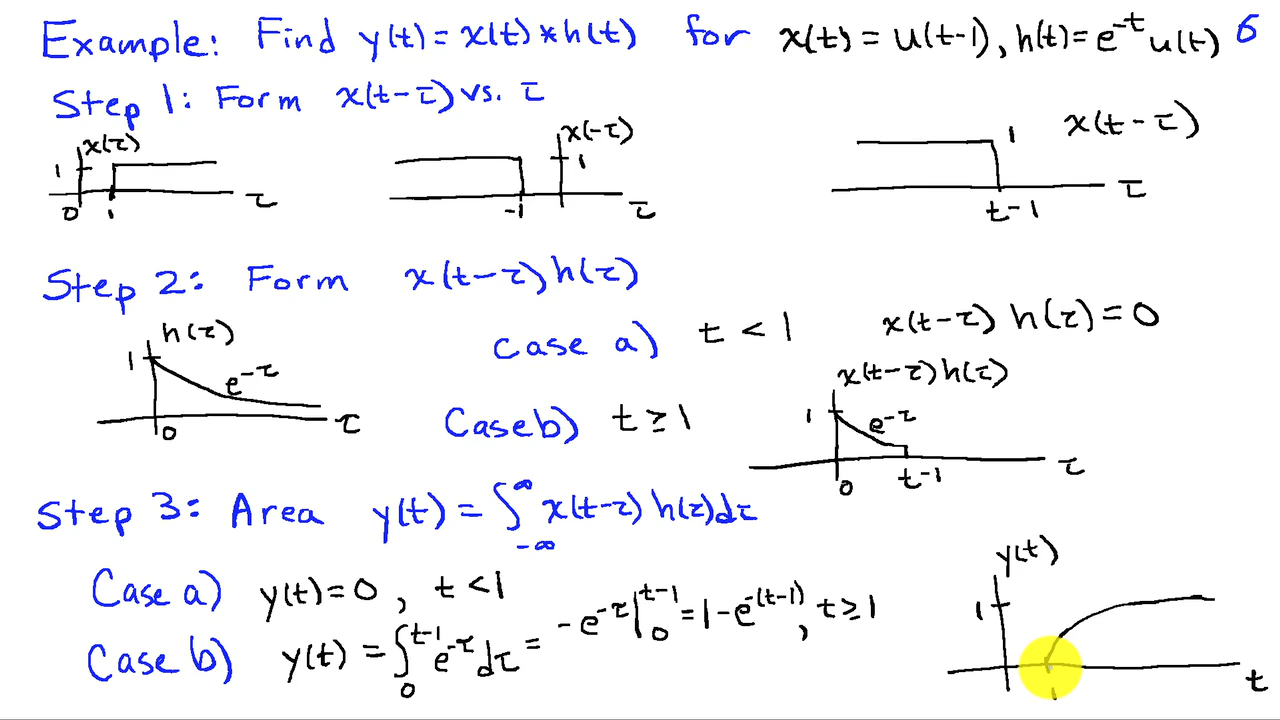 Example: Find y(t) = x(t) * h(t) for x(t) = u(t-1), h(t) = e^{-t} u(t) 6
Step 1: Form x(t-τ) vs. τ
x(τ) 1 0 1 τ
x(-τ) 1 -1 τ
1 x(t-τ) t-1 τ
Step 2: Form x(t-τ)h(τ)
h(τ) 1 e^{-τ} 0 τ
Case a) t < 1 x(t-τ) h(τ) = 0
Case b) t ≥ 1
x(t-τ)h(τ) 1 e^{-τ} 0 t-1 τ
Step 3: Area y(t) = ∫_{-∞}^{∞} x(t-τ) h(τ)dτ
Case a) y(t) = 0, t < 1
Case b) y(t) = ∫_0^{t-1} e^{-τ} dτ = -e^{-τ}|_0^{t-1} = 1 - e^{-(t-1)}, t ≥ 1
y(t) 1 1 t